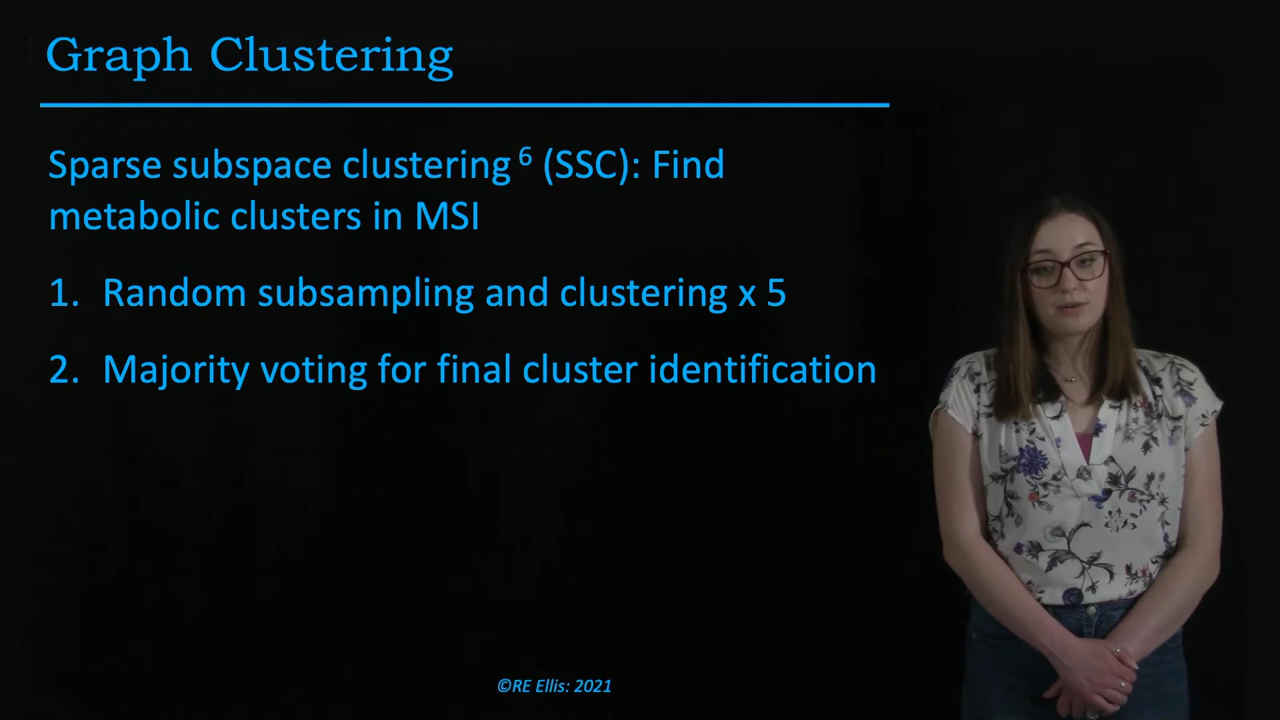 Graph Clustering
Sparse subspace clustering 6 (SSC): Find
metabolic clusters in MSI
1. Random subsampling and clustering x 5
2. Majority voting for final cluster identification
©RE Ellis: 2021